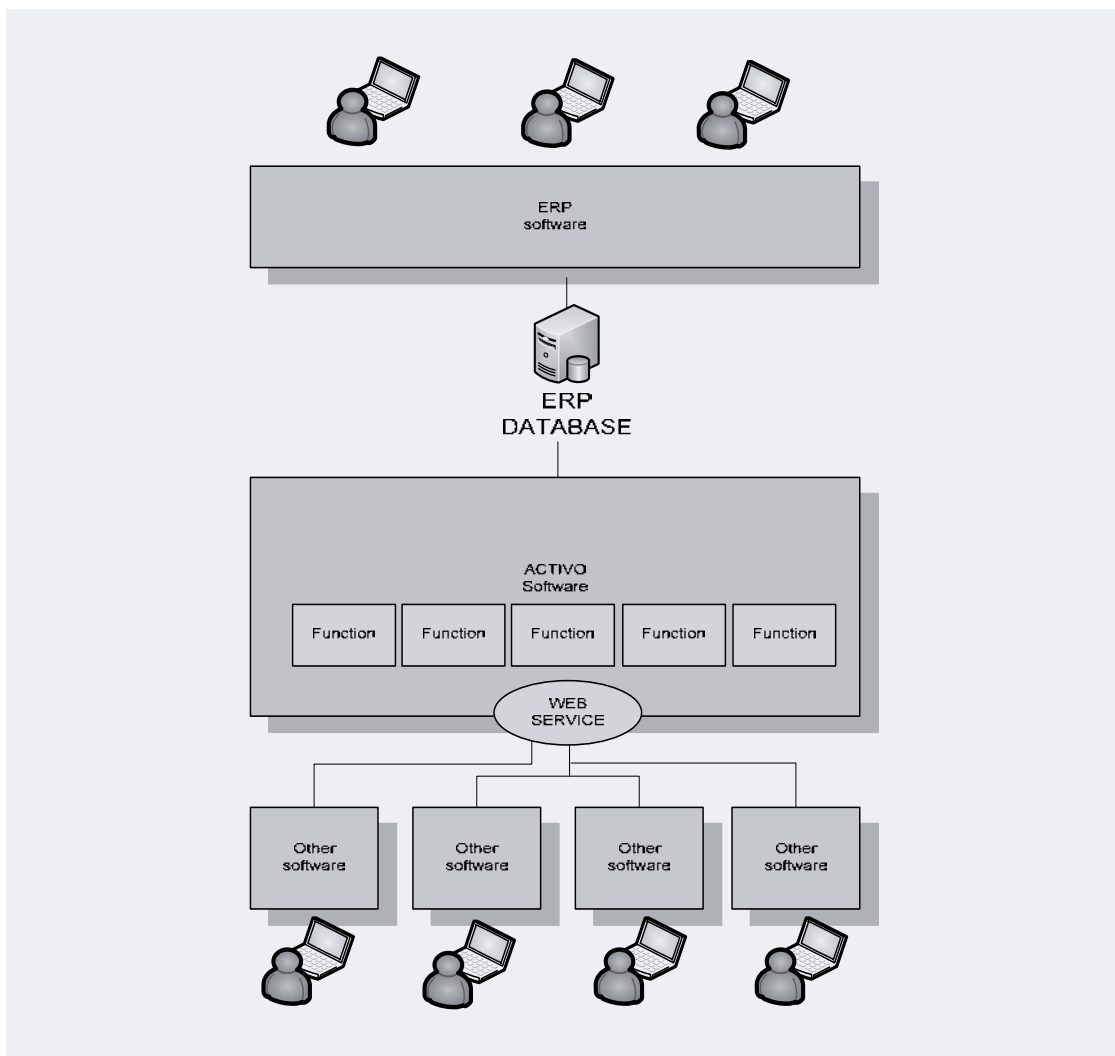 ERP
software
ERP
DATABASE
ACTIVO
Software
Function
Function
Function
Function
Function
WEB
SERVICE
Other
software
Other
software
Other
software
Other
software